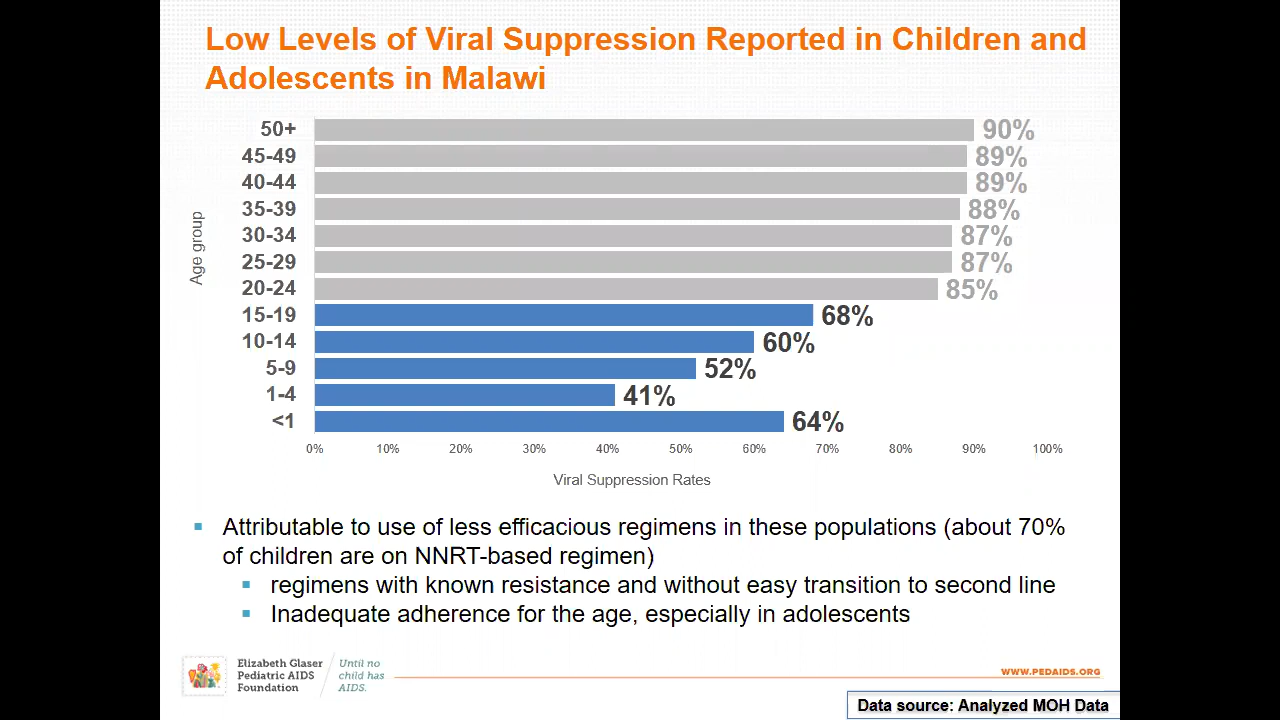 Low Levels of Viral Suppression Reported in Children and
Adolescents in Malawi
Age group
50+ 90%
45-49 89%
40-44 89%
35-39 88%
30-34 87%
25-29 87%
20-24 85%
15-19 68%
10-14 60%
5-9 52%
1-4 41%
<1 64%
0% 10% 20% 30% 40% 50% 60% 70% 80% 90% 100%
Viral Suppression Rates
Attributable to use of less efficacious regimens in these populations (about 70%
of children are on NNRT-based regimen)
regimens with known resistance and without easy transition to second line
Inadequate adherence for the age, especially in adolescents
Elizabeth Glaser
Pediatric AIDS
Foundation
Until no
child has
AIDS.
WWW.PEDAIDS.ORG
Data source: Analyzed MOH Data